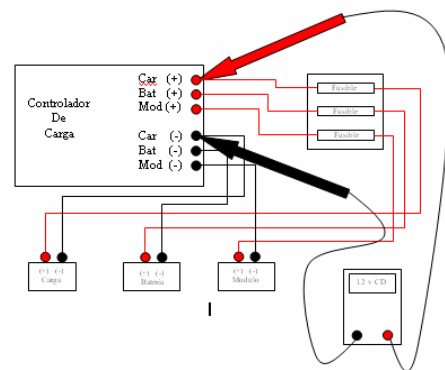 Controlador
De
Carga
Car (+)
Bat (+)
Mod (+)
Car (-)
Bat (-)
Mod (-)
Fusible
Fusible
Fusible
(+) (-)
Carga
(+) (-)
Bateria
(+) (-)
Modulo
12 v CD